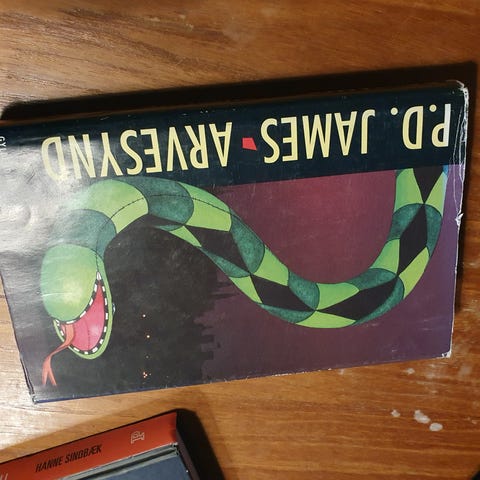 P.D. JAMES ARVESYND
HANNE SINDBÆK